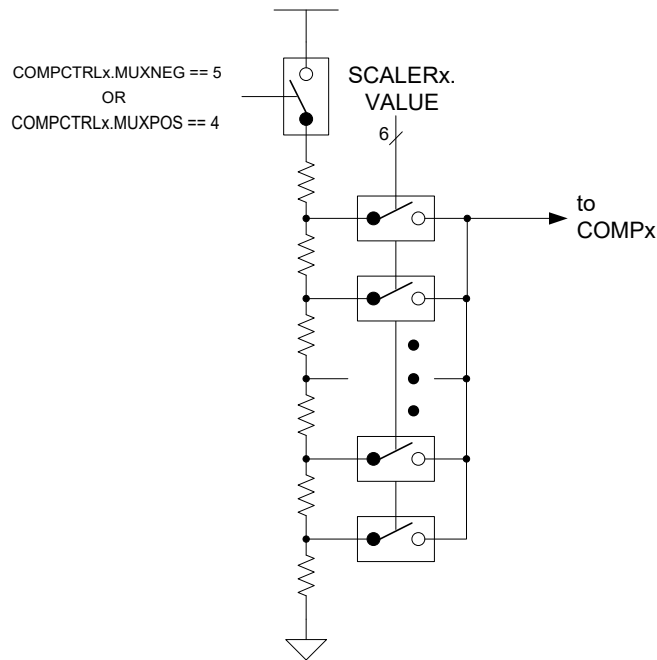 COMPCTRLx.MUXNEG == 5
OR
COMPCTRLx.MUXPOS == 4
SCALERx.
VALUE
6
to
COMPx